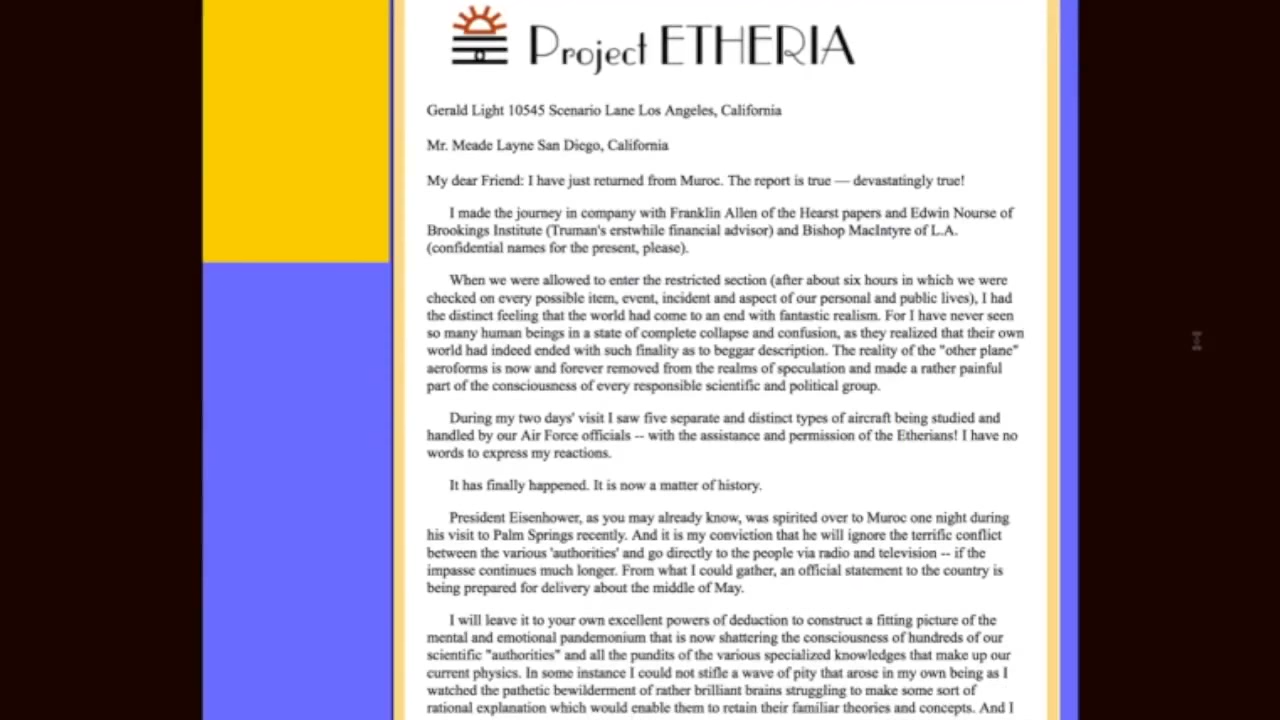 Project ETHERIA
Gerald Light 10545 Scenario Lane Los Angeles, California
Mr. Meade Layne San Diego, California
My dear Friend: I have just returned from Muroc. The report is true — devastatingly true!
I made the journey in company with Franklin Allen of the Hearst papers and Edwin Nourse of
Brookings Institute (Truman's erstwhile financial advisor) and Bishop MacIntyre of L.A.
(confidential names for the present, please).
When we were allowed to enter the restricted section (after about six hours in which we were
checked on every possible item, event, incident and aspect of our personal and public lives), I had
the distinct feeling that the world had come to an end with fantastic realism. For I have never seen
so many human beings in a state of complete collapse and confusion, as they realized that their own
world had indeed ended with such finality as to beggar description. The reality of the "other plane"
aeroforms is now and forever removed from the realms of speculation and made a rather painful
part of the consciousness of every responsible scientific and political group.
During my two days' visit I saw five separate and distinct types of aircraft being studied and
handled by our Air Force officials -- with the assistance and permission of the Etherians! I have no
words to express my reactions.
It has finally happened. It is now a matter of history.
President Eisenhower, as you may already know, was spirited over to Muroc one night during
his visit to Palm Springs recently. And it is my conviction that he will ignore the terrific conflict
between the various 'authorities' and go directly to the people via radio and television -- if the
impasse continues much longer. From what I could gather, an official statement to the country is
being prepared for delivery about the middle of May.
I will leave it to your own excellent powers of deduction to construct a fitting picture of the
mental and emotional pandemonium that is now shattering the consciousness of hundreds of our
scientific "authorities" and all the pundits of the various specialized knowledges that make up our
current physics. In some instance I could not stifle a wave of pity that arose in my own being as I
watched the pathetic bewilderment of rather brilliant brains struggling to make some sort of
rational explanation which would enable them to retain their familiar theories and concepts. And I